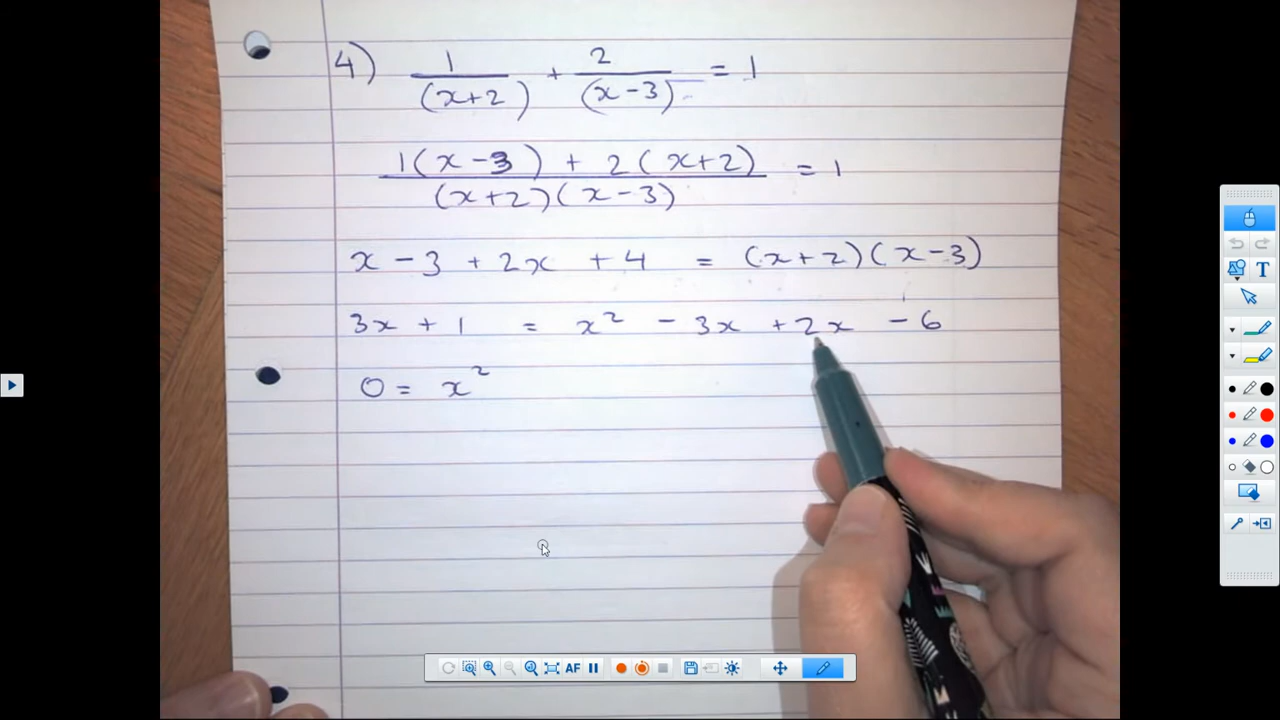 4) 1/(x+2) + 2/(x-3) = 1
1(x-3) + 2(x+2)/(x+2)(x-3) = 1
x - 3 + 2x + 4 = (x+2)(x-3)
3x + 1 = x² - 3x + 2x - 6
0 = x²
T
AF